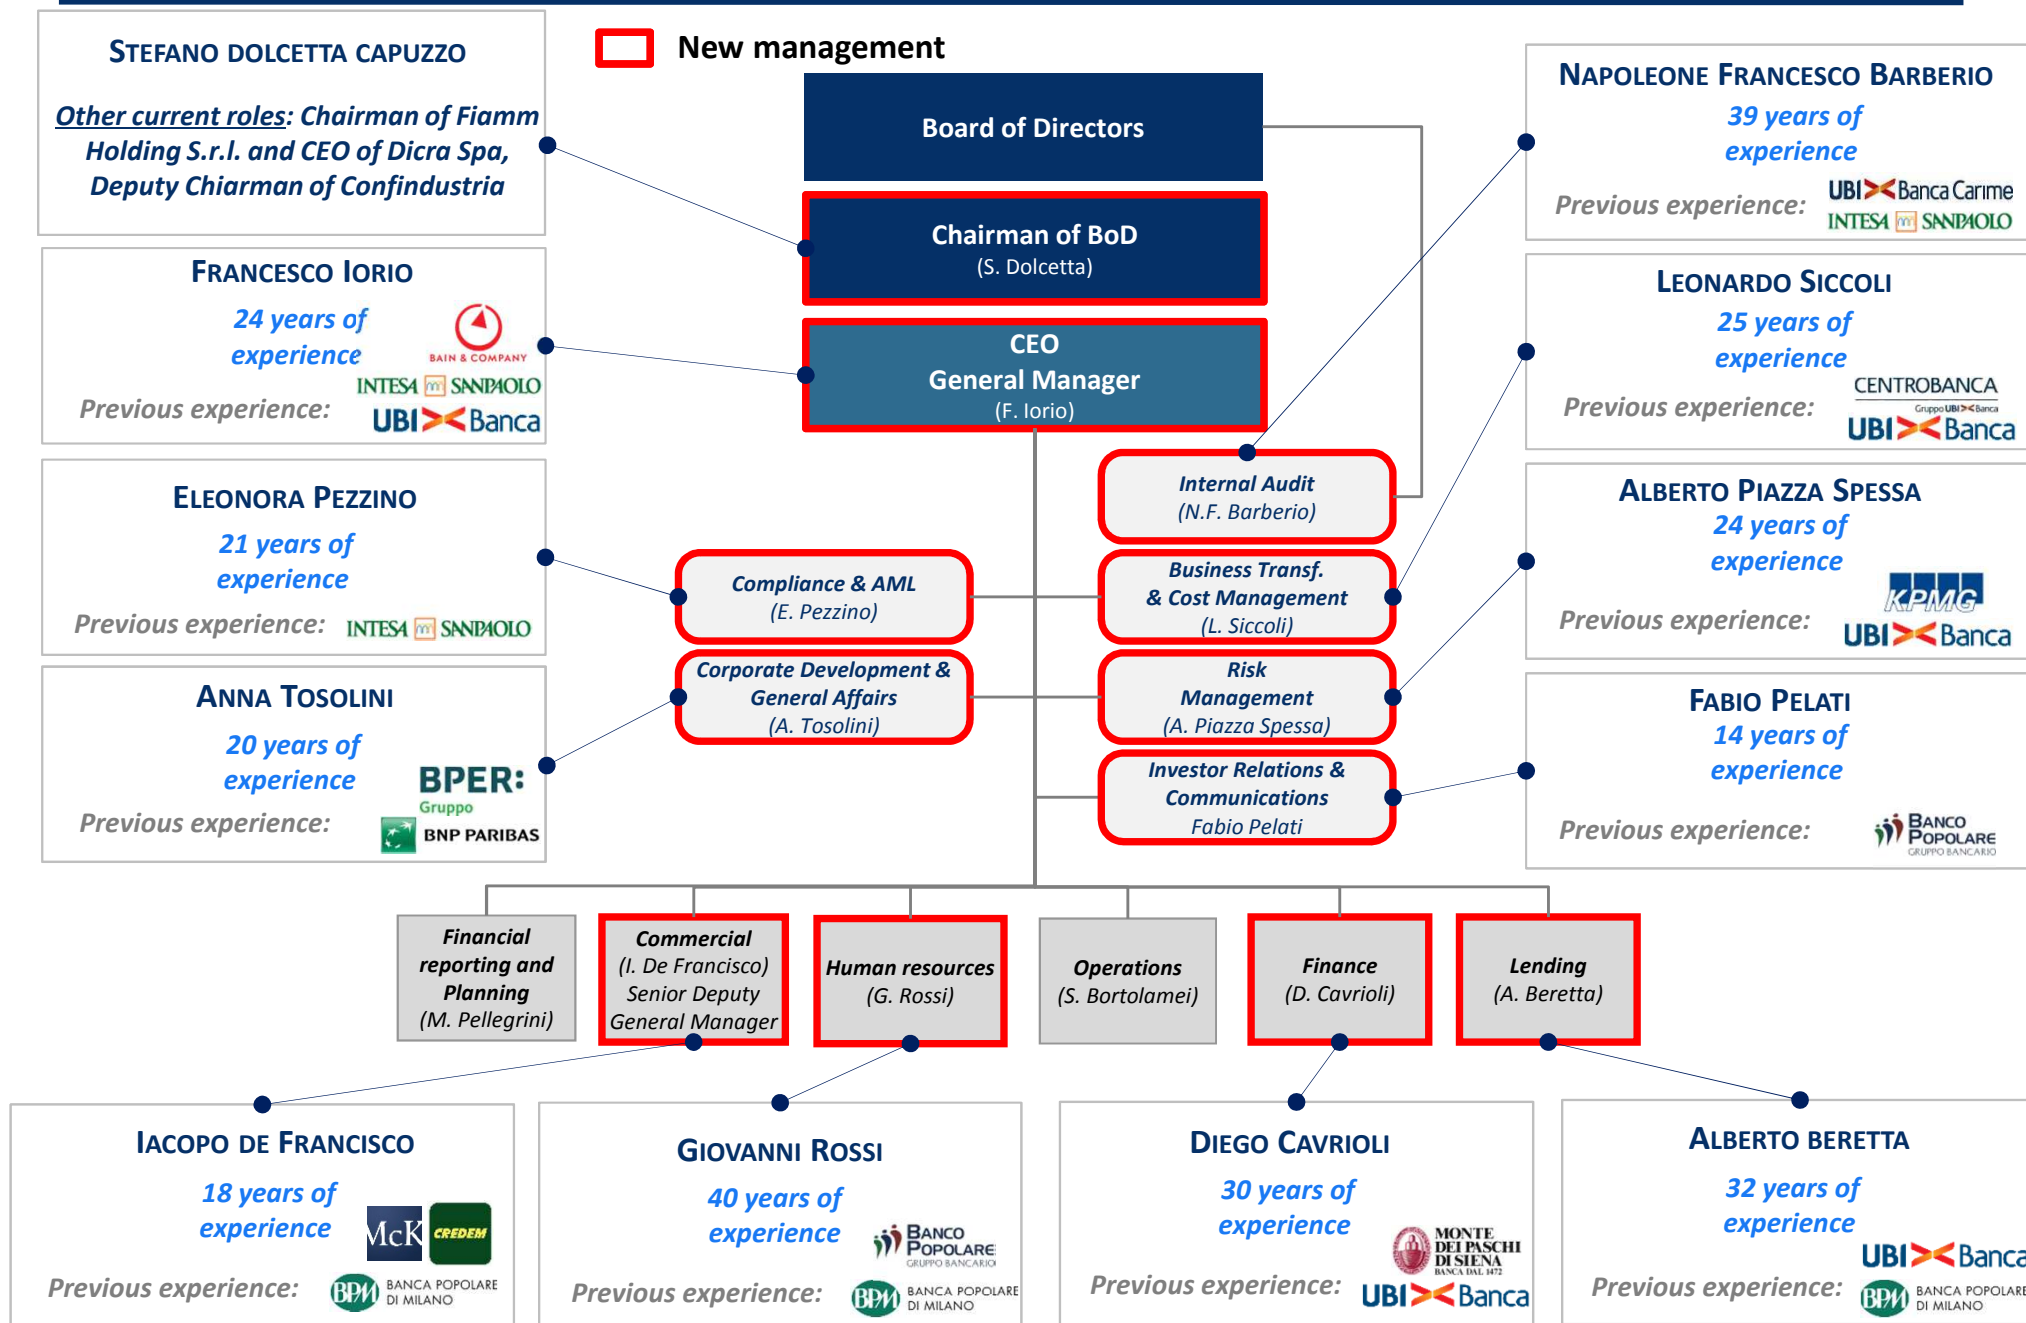 New management
STEFANO DOLCETTA CAPUZZO
Other current roles: Chairman of Fiamm
Holding S.r.l. and CEO of Dicra Spa,
Deputy Chiarman of Confindustria
FRANCESCO IORIO
24 years of
experience
BAIN & COMPANY
INTESA SANPAOLO
Previous experience:
UBI Banca
ELEONORA PEZZINO
21 years of
experience
Previous experience:
INTESA SANPAOLO
ANNA TOSOLINI
20 years of
experience
BPER:
Gruppo
Previous experience:
BNP PARIBAS
Board of Directors
Chairman of BoD
(S. Dolcetta)
CEO
General Manager
(F. Iorio)
Internal Audit
(N.F. Barberio)
Compliance & AML
(E. Pezzino)
Business Transf.
& Cost Management
(L. Siccoli)
Corporate Development &
General Affairs
(A. Tosolini)
Risk
Management
(A. Piazza Spessa)
Investor Relations &
Communications
Fabio Pelati
NAPOLEONE FRANCESCO BARBERIO
39 years of
experience
Previous experience:
UBI Banca Carime
INTESA SANPAOLO
LEONARDO SICCOLI
25 years of
experience
CENTROBANCA
Gruppo UBI Banca
Previous experience:
UBI Banca
ALBERTO PIAZZA SPESSA
24 years of
experience
KPMG
Previous experience:
UBI Banca
FABIO PELATI
14 years of
experience
Previous experience:
BANCO
POPOLARE
GRUPPO BANCARIO
Financial
reporting and
Planning
(M. Pellegrini)
Commercial
(I. De Francisco)
Senior Deputy
General Manager
Human resources
(G. Rossi)
Operations
(S. Bortolamei)
Finance
(D. Cavrioli)
Lending
(A. Beretta)
IACOPO DE FRANCISCO
18 years of
experience
McK
CREDEM
Previous experience:
BPM BANCA POPOLARE
DI MILANO
GIOVANNI ROSSI
40 years of
experience
BANCO
POPOLARE
GRUPPO BANCARIO
Previous experience:
BPM BANCA POPOLARE
DI MILANO
DIEGO CAVRIOLI
30 years of
experience
MONTE
DEI PASCHI
DI SIENA
BANCA DAL 1472
Previous experience:
UBI Banca
ALBERTO BERETTA
32 years of
experience
UBI Banca
Previous experience:
BPM BANCA POPOLARE
DI MILANO